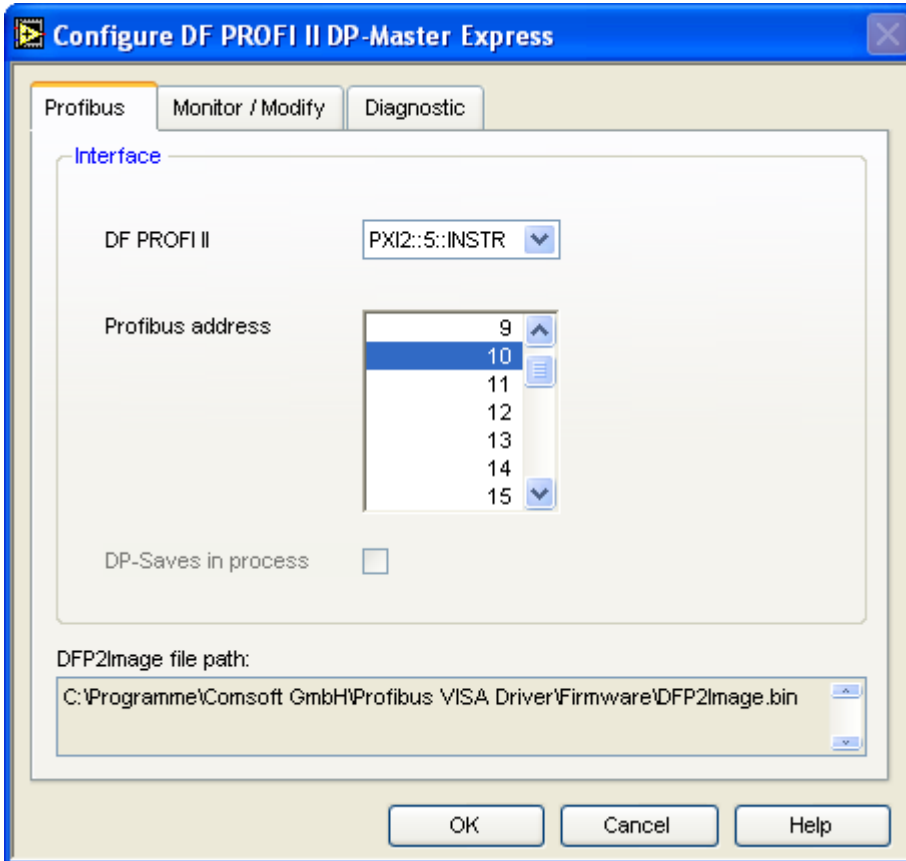 Configure DF PROFI II DP-Master Express
Profibus Monitor / Modify Diagnostic
Interface
DF PROFI II PXI2::5::INSTR
Profibus address
9
10
11
12
13
14
15
DP-Saves in process
DFP2Image file path:
C:\Programme\Comsoft GmbH\Profibus VISA Driver\Firmware\DFP2Image.bin
OK Cancel Help